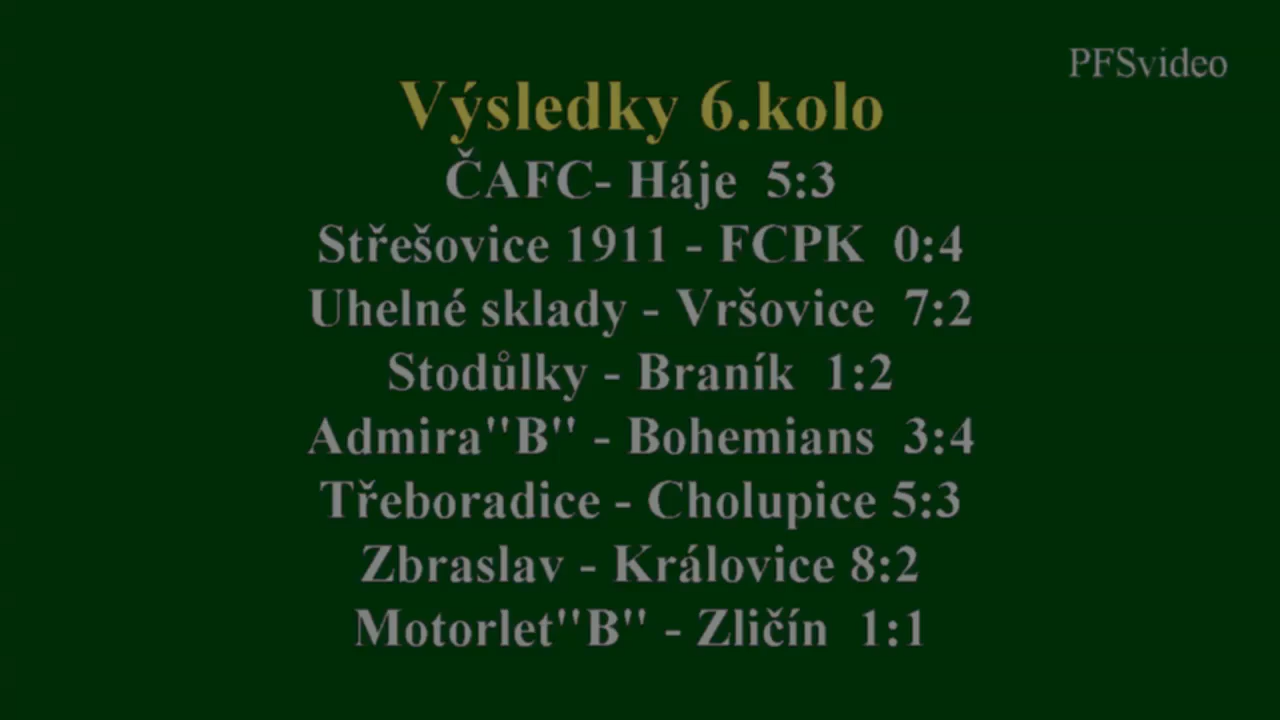 PFSvideo
Výsledky 6.kolo
ČAFC- Háje 5:3
Střešovice 1911 - FCPK 0:4
Uhelné sklady - Vršovice 7:2
Stodůlky - Braník 1:2
Admira"B" - Bohemians 3:4
Třeboradice - Cholupice 5:3
Zbraslav - Královice 8:2
Motorlet"B" - Zličín 1:1